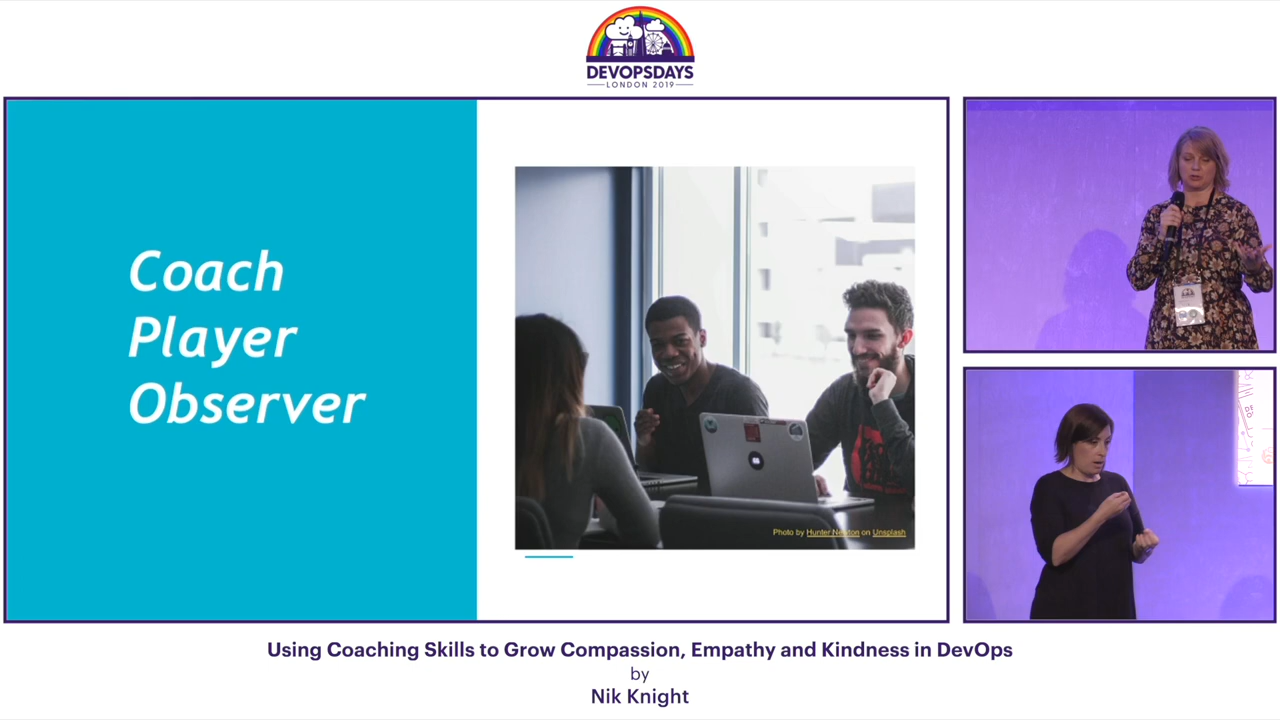 DEVOPSDAYS
LONDON 2019
Coach
Player
Observer
Photo by Hunter Newton on Unsplash
Using Coaching Skills to Grow Compassion, Empathy and Kindness in DevOps
by
Nik Knight